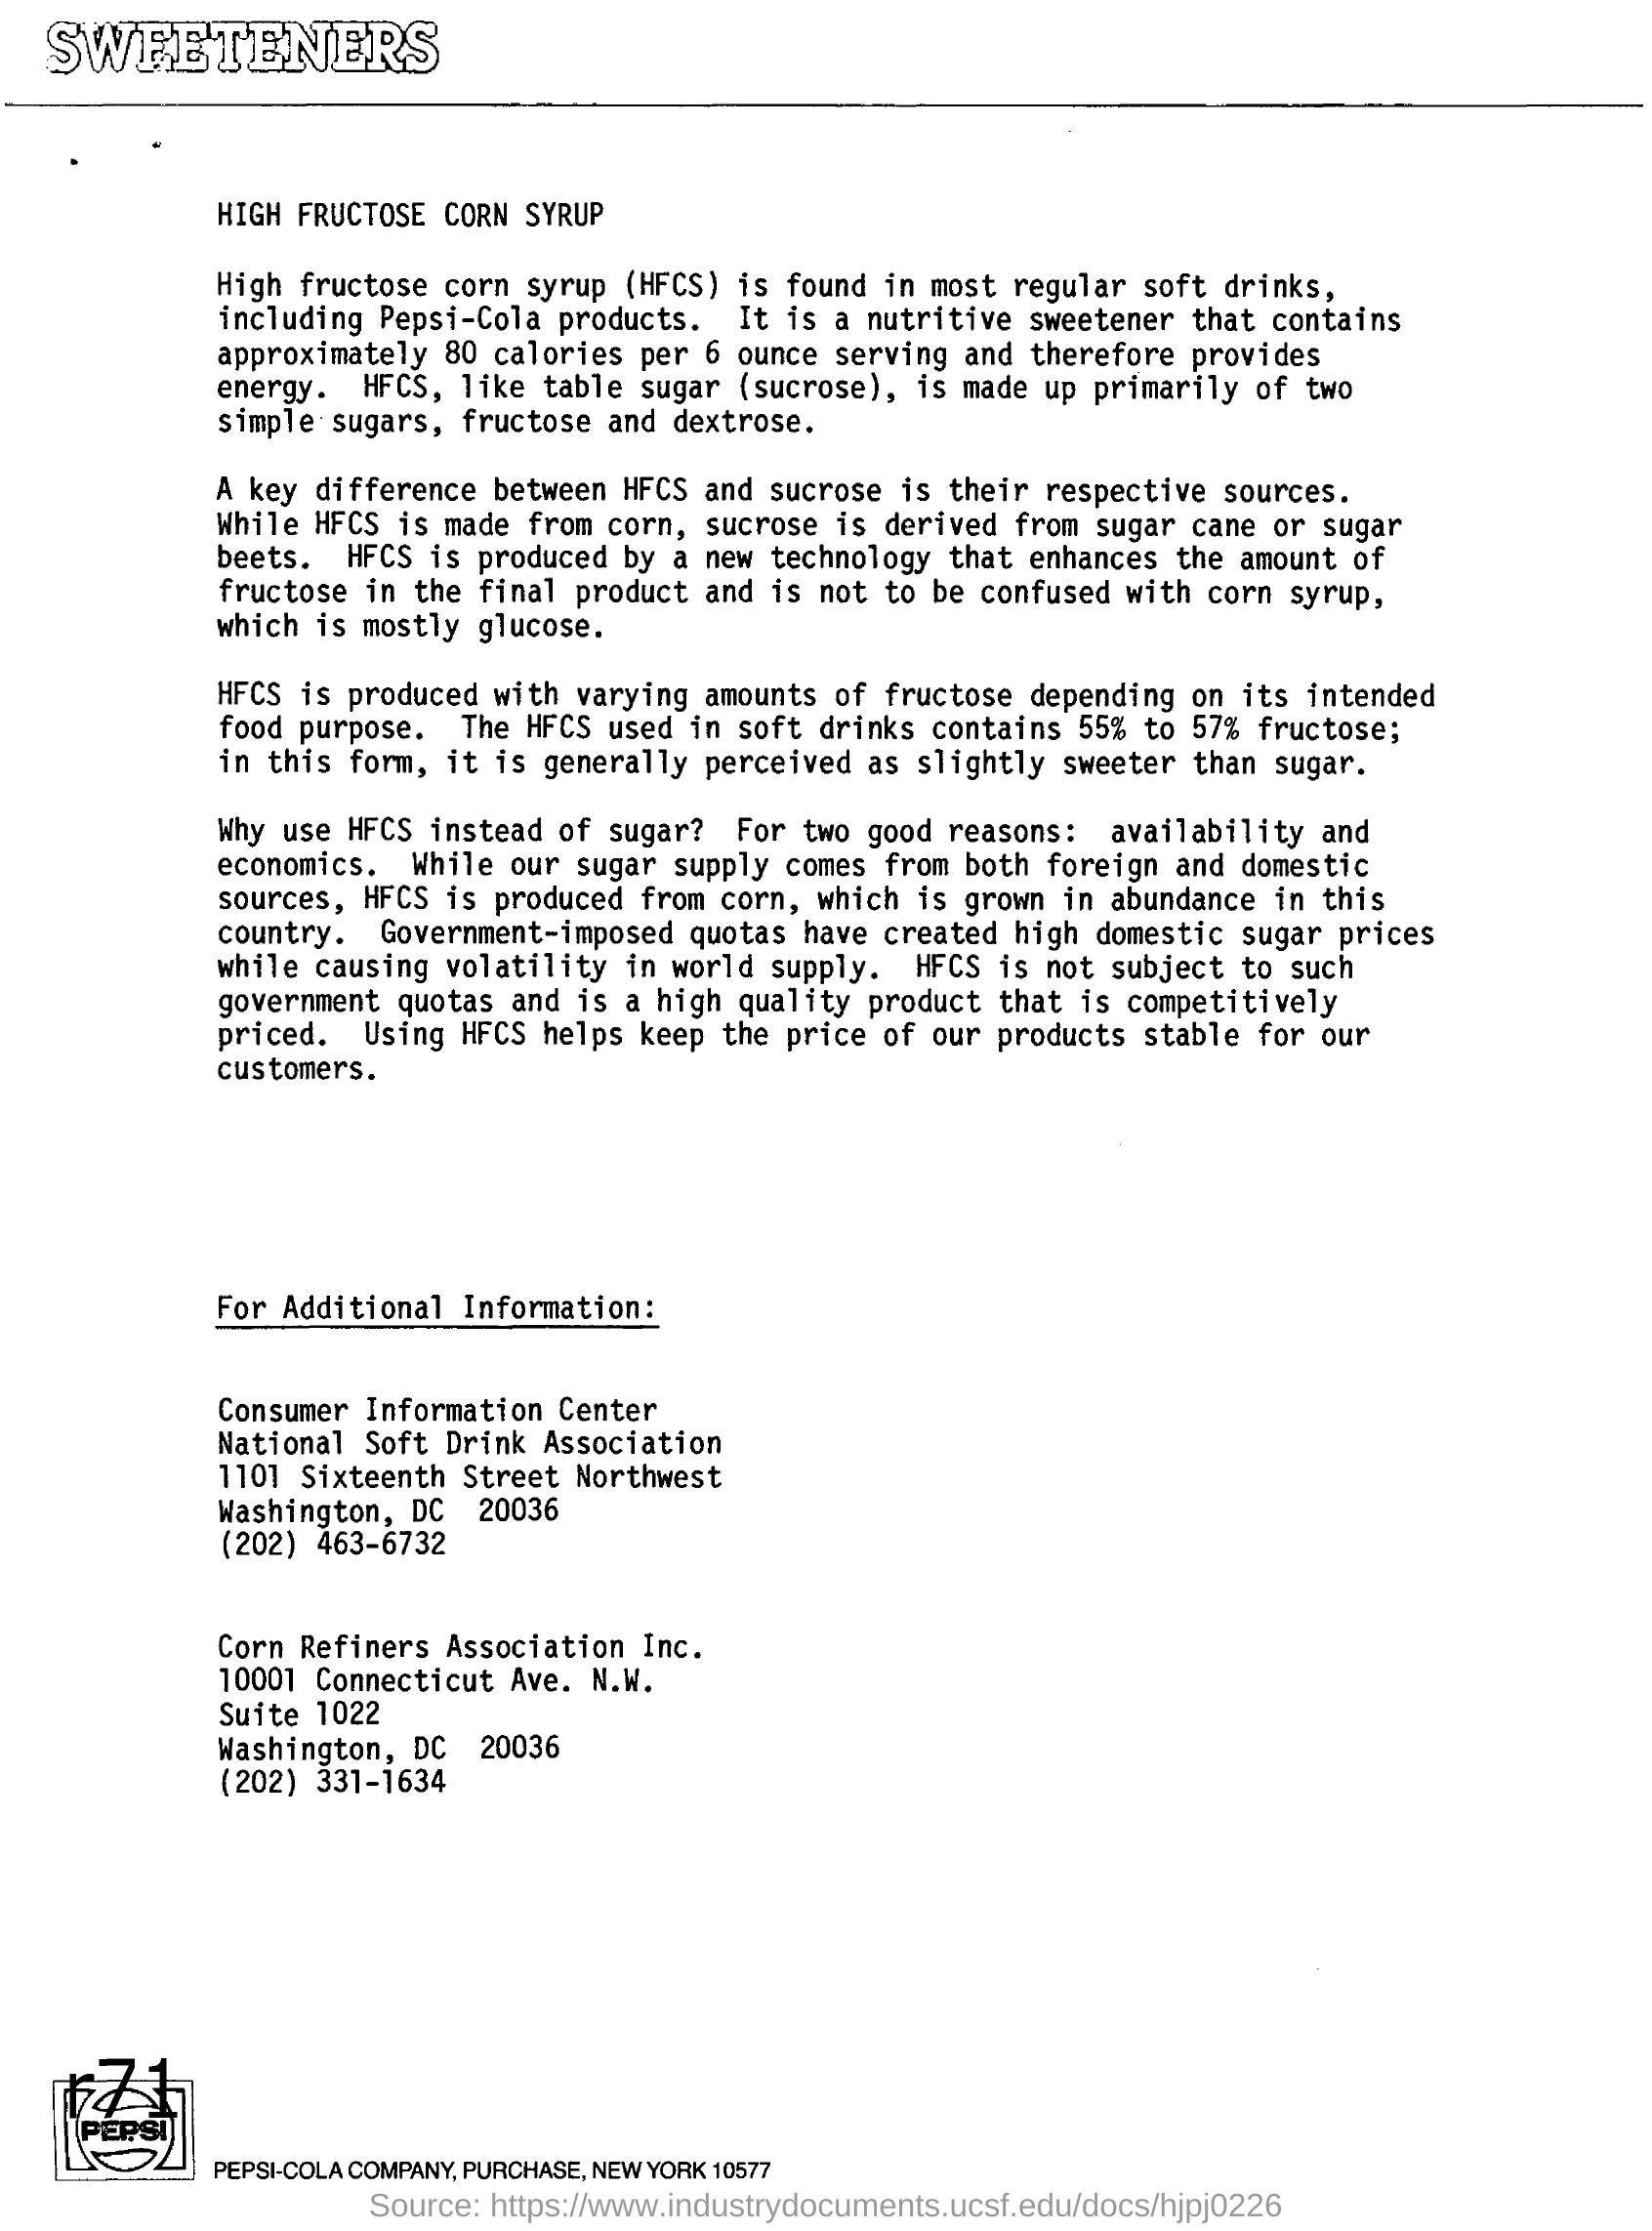 SWEETENERS
HIGH FRUCTOSE CORN SYRUP
High fructose corn syrup (HFCS) is found in most regular soft drinks,
including Pepsi-Cola products.  It is a nutritive sweetener that contains
approximately 80 calories per 6 ounce serving and therefore provides
energy.  HFCS, like table sugar (sucrose), is made up primarily of two
simple sugars, fructose and dextrose.
A key difference between HFCS and sucrose is their respective sources.
While HFCS is made from corn, sucrose is derived from sugar cane or sugar
beets.  HFCS is produced by a new technology that enhances the amount of
fructose in the final product and is not to be confused with corn syrup,
which is mostly glucose.
HFCS is produced with varying amounts of fructose depending on its intended
food purpose.  The HFCS used in soft drinks contains 55% to 57% fructose;
in this form, it is generally perceived as slightly sweeter than sugar.
Why use HFCS instead of sugar?  For two good reasons:  availability and
economics.  While our sugar supply comes from both foreign and domestic
sources, HFCS is produced from corn, which is grown in abundance in this
country.  Government-imposed quotas have created high domestic sugar prices
while causing volatility in world supply.  HFCS is not subject to such
government quotas and is a high quality product that is competitively
priced.  Using HFCS helps keep the price of our products stable for our
customers.
For Additional Information:
Consumer Information Center
National Soft Drink Association
1101 Sixteenth Street Northwest
Washington, DC  20036
(202) 463-6732
Corn Refiners Association Inc.
10001 Connecticut Ave. N.W.
Suite 1022
Washington, DC  20036
(202) 331-1634
r71
PEPSI
PEPSI-COLA COMPANY, PURCHASE, NEW YORK 10577
Source: https://www.industrydocuments.ucsf.edu/docs/hjpj0226